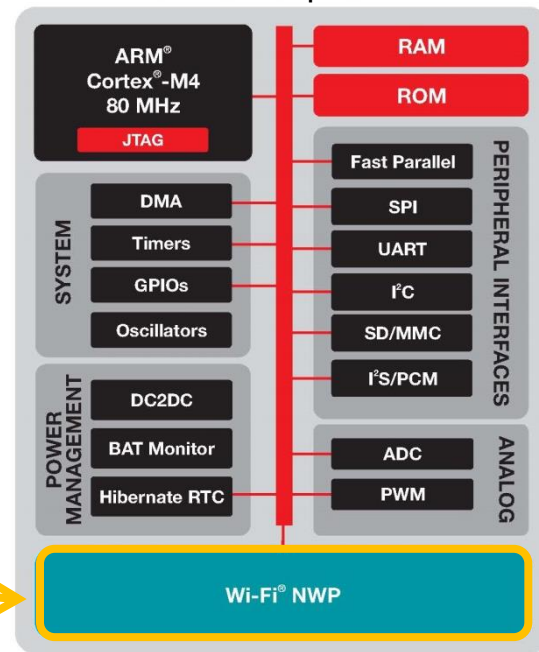 ARM®
Cortex®-M4
80 MHz
JTAG
RAM
ROM
SYSTEM
DMA
Timers
GPIOs
Oscillators
POWER
MANAGEMENT
DC2DC
BAT Monitor
Hibernate RTC
PERIPHERAL INTERFACES
Fast Parallel
SPI
UART
I²C
SD/MMC
I²S/PCM
ANALOG
ADC
PWM
Wi-Fi® NWP